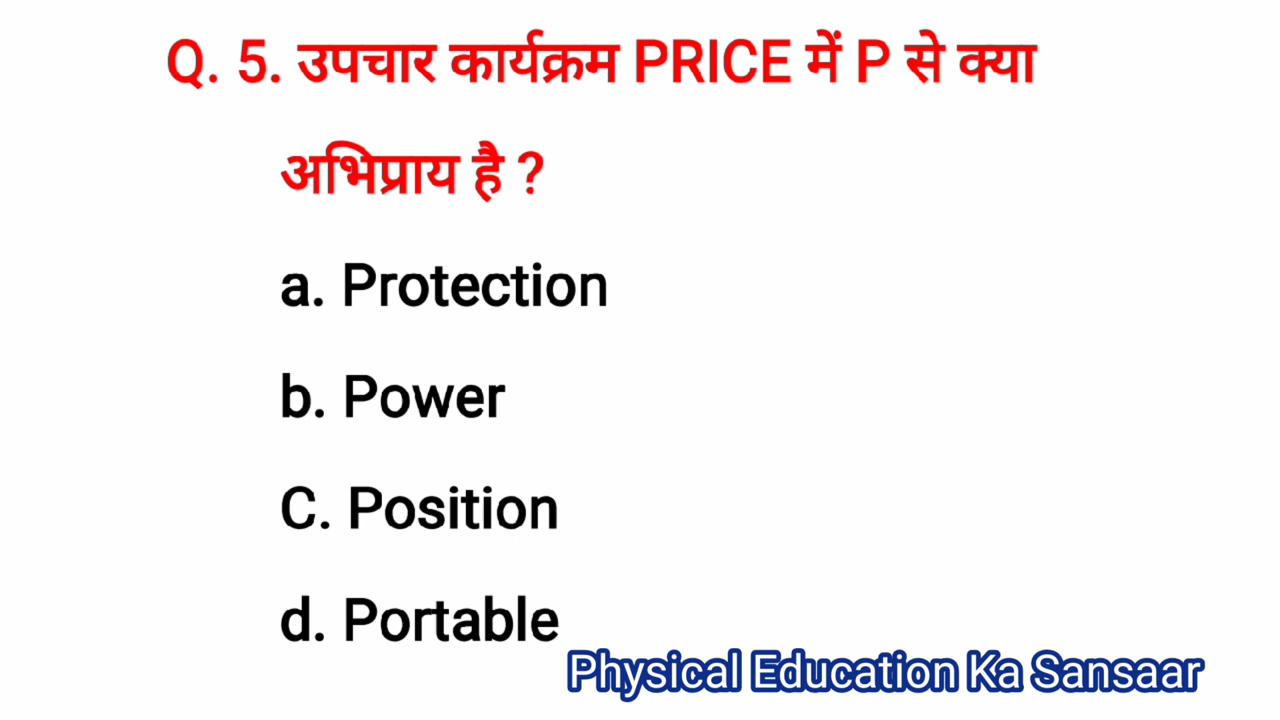 Q. 5. उपचार कार्यक्रम PRICE में P से क्या
अभिप्राय है ?
a. Protection
b. Power
C. Position
d. Portable
Physical Education Ka Sansaar